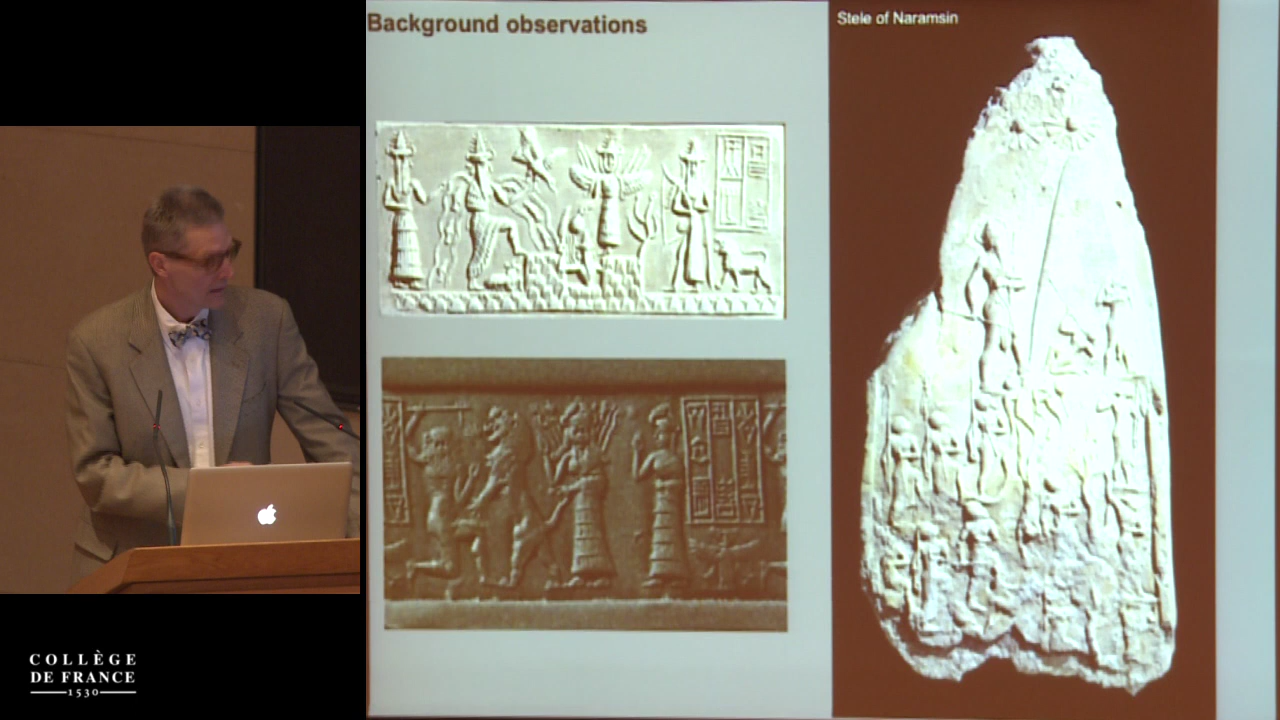 Background observations
Stele of Naramsin
COLLÈGE
DE FRANCE
1530